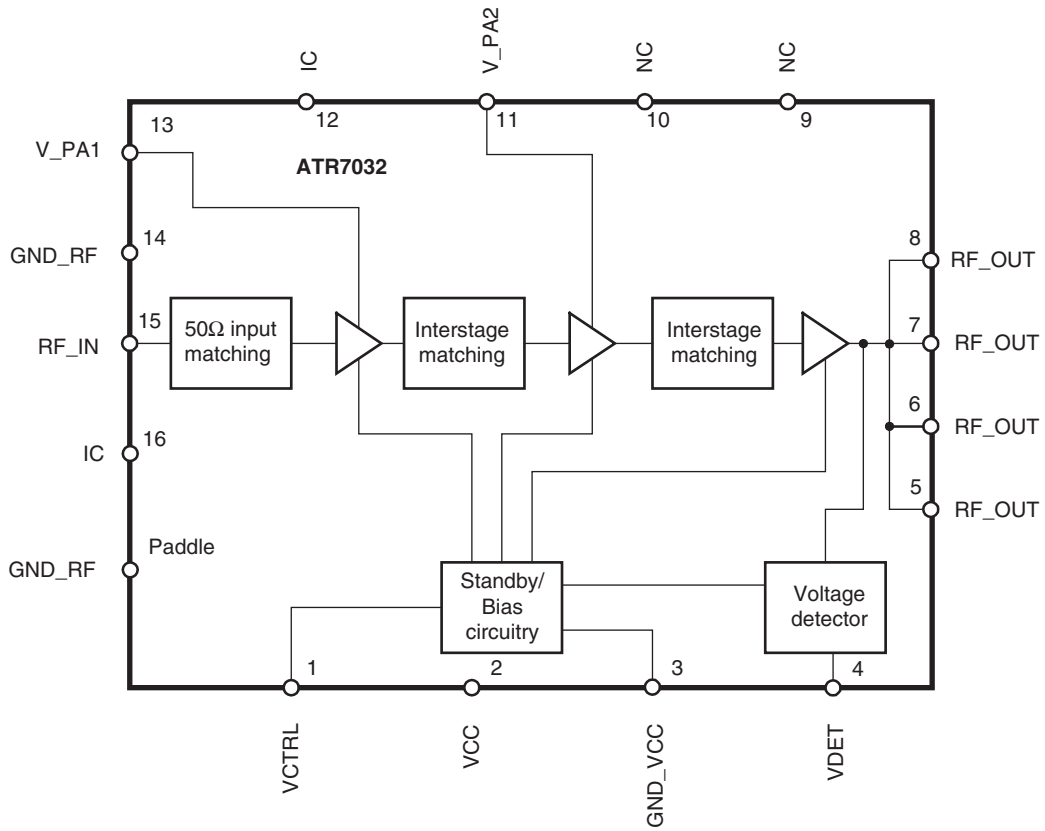 IC
V_PA2
NC
NC
13
12
11
10
9
V_PA1
ATR7032
14
GND_RF
8
RF_OUT
15
RF_IN
50Ω input
matching
Interstage
matching
Interstage
matching
7
RF_OUT
16
IC
6
RF_OUT
5
RF_OUT
Paddle
GND_RF
Standby/
Bias
circuitry
Voltage
detector
1
2
3
4
VCTRL
VCC
GND_VCC
VDET